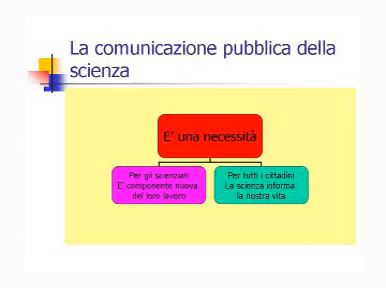 La comunicazione pubblica della
scienza
E' una necessità
Per gli scienziati
E' componente nuova
del loro lavoro
Per tutti i cittadini
La scienza informa
la nostra vita